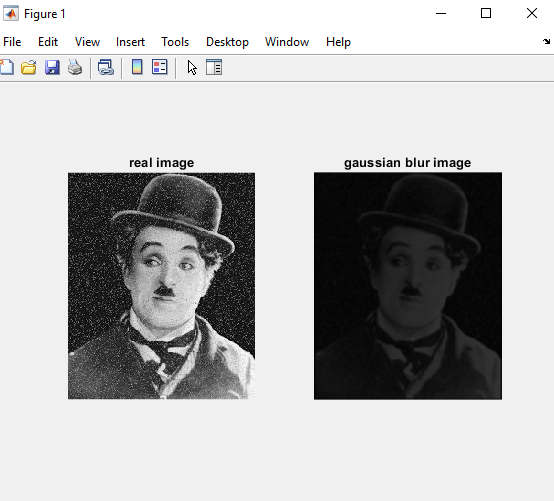 Figure 1
File Edit View Insert Tools Desktop Window Help
real image
gaussian blur image